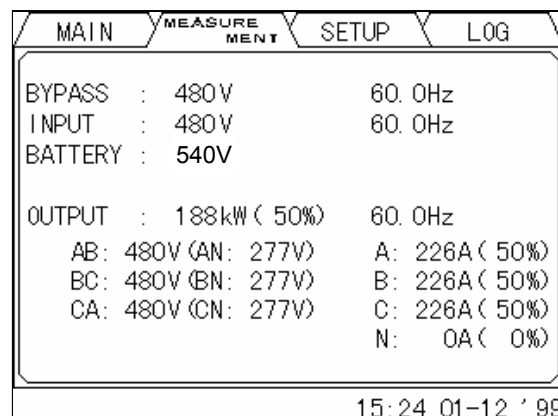 MAIN MEASUREMENT SETUP LOG
BYPASS : 480V 60.0Hz
INPUT : 480V 60.0Hz
BATTERY : 540V
OUTPUT : 188kW( 50%) 60.0Hz
AB: 480V(AN: 277V) A: 226A( 50%)
BC: 480V(BN: 277V) B: 226A( 50%)
CA: 480V(CN: 277V) C: 226A( 50%)
N: 0A( 0%)
15:24 01-12 '99